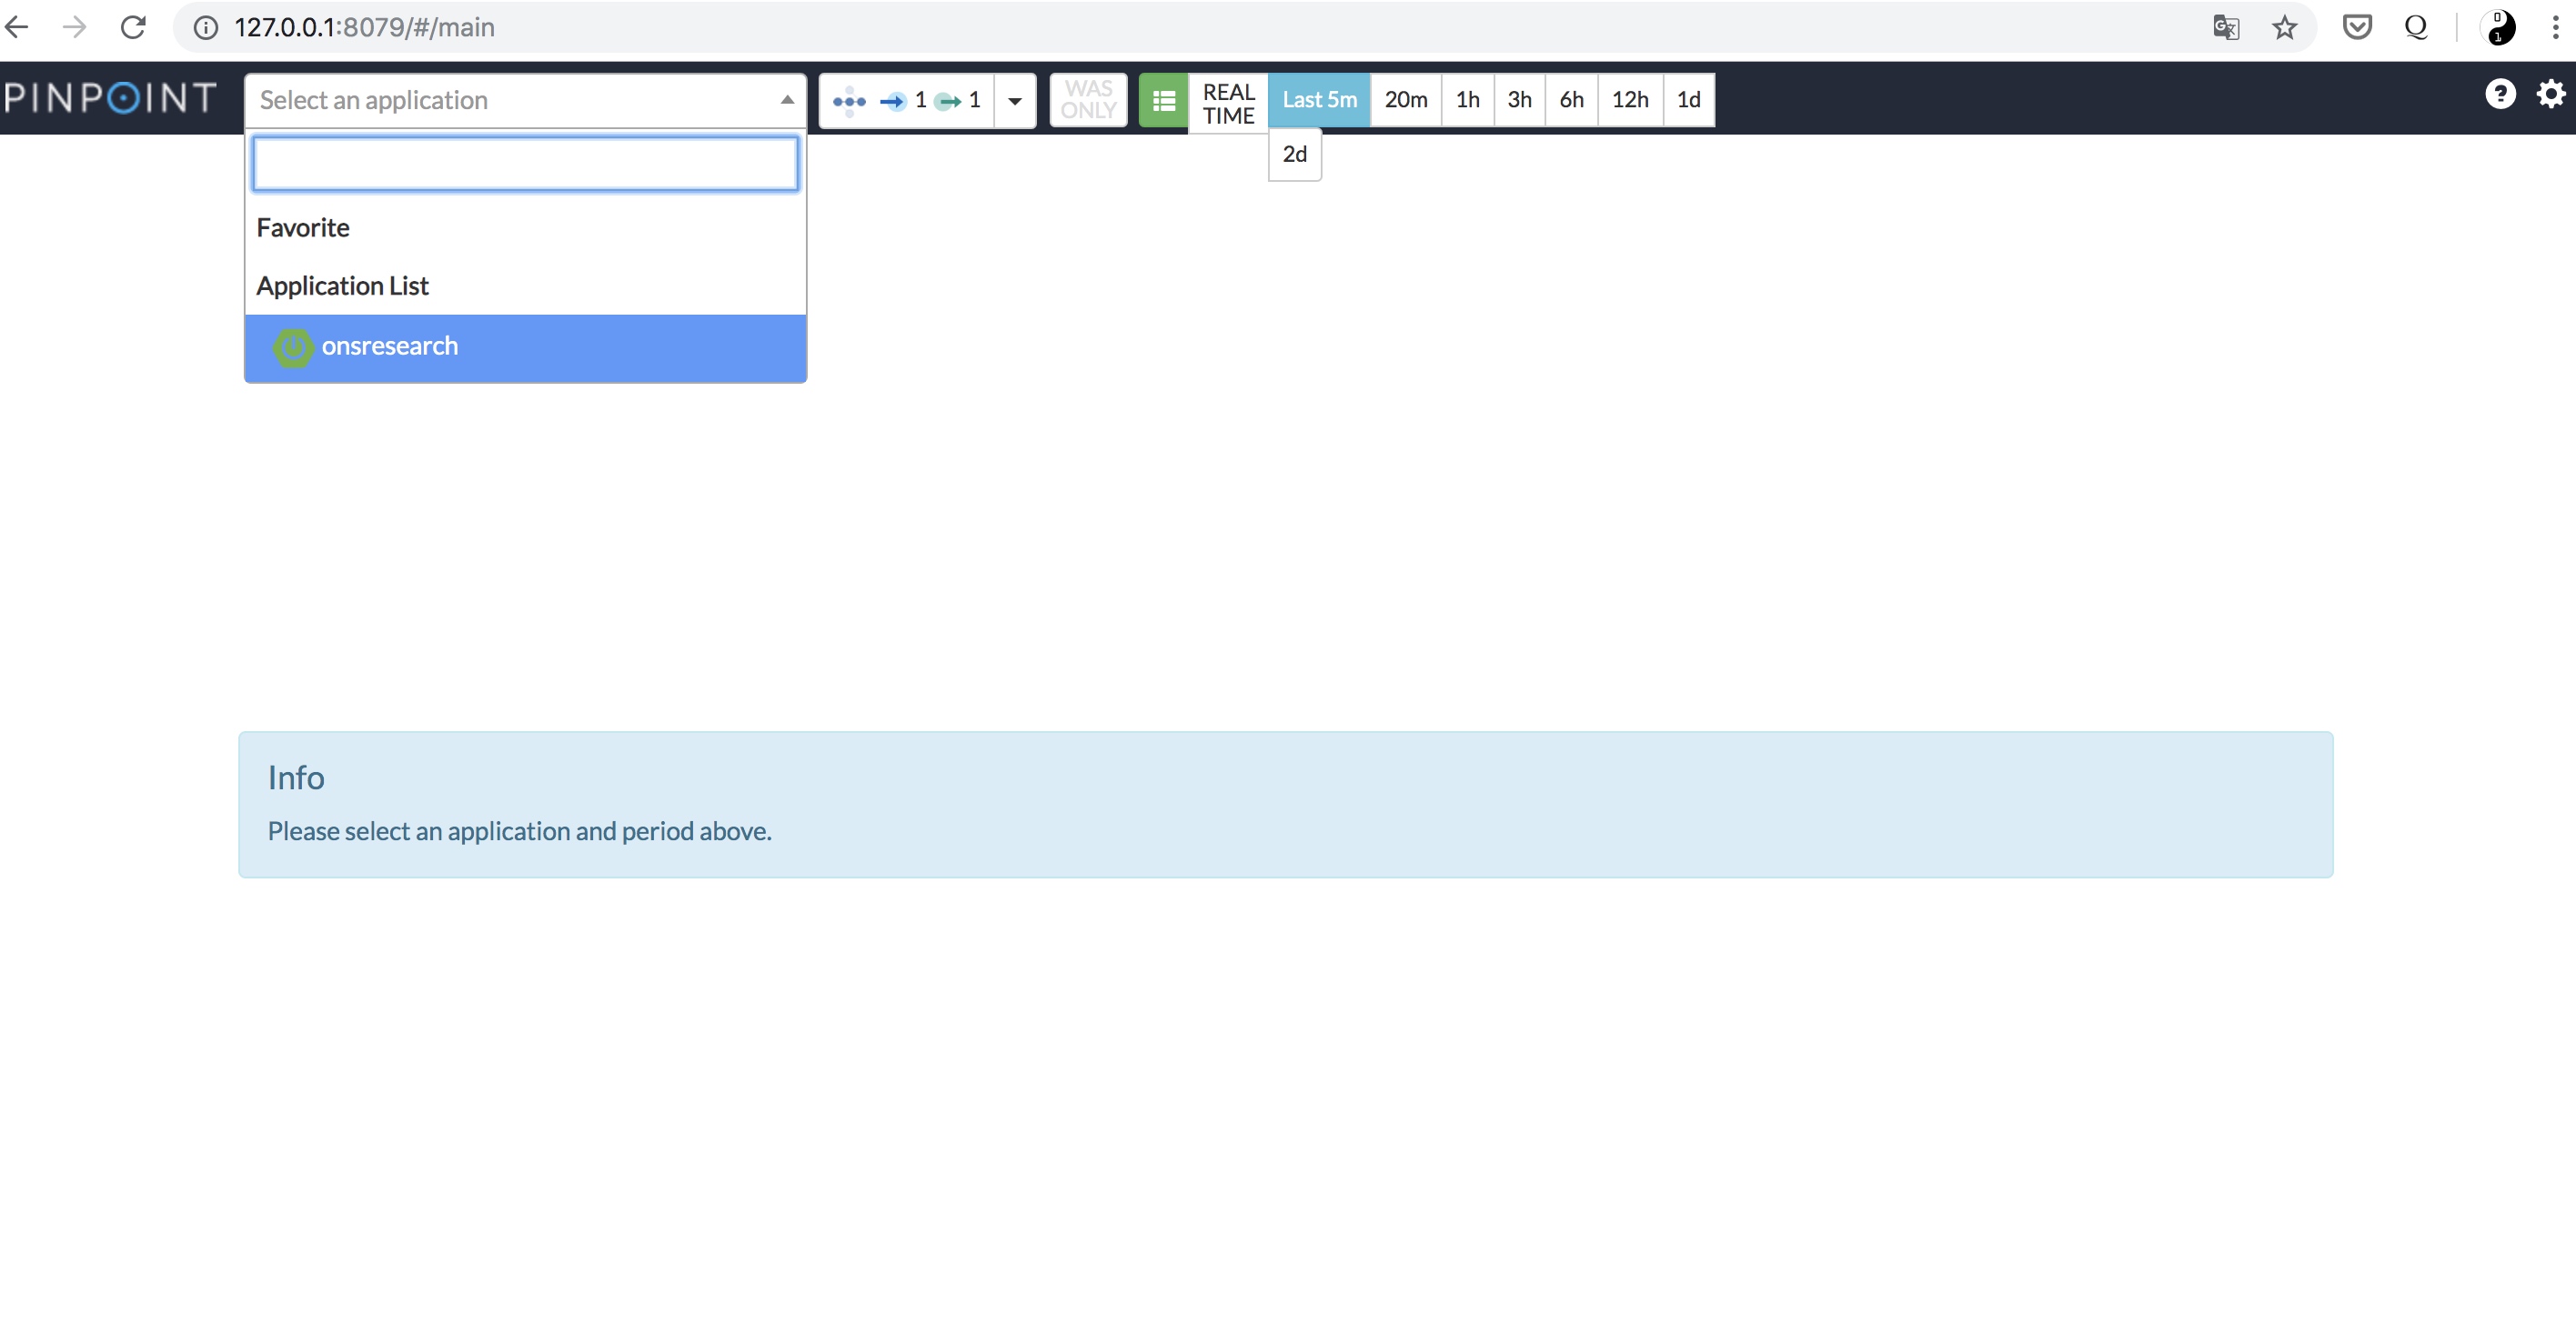 127.0.0.1:8079/#/main
PINPOINT
Select an application
1 1
WAS
ONLY
REAL
TIME
Last 5m 20m 1h 3h 6h 12h 1d
2d
Favorite
Application List
onsresearch
Info
Please select an application and period above.